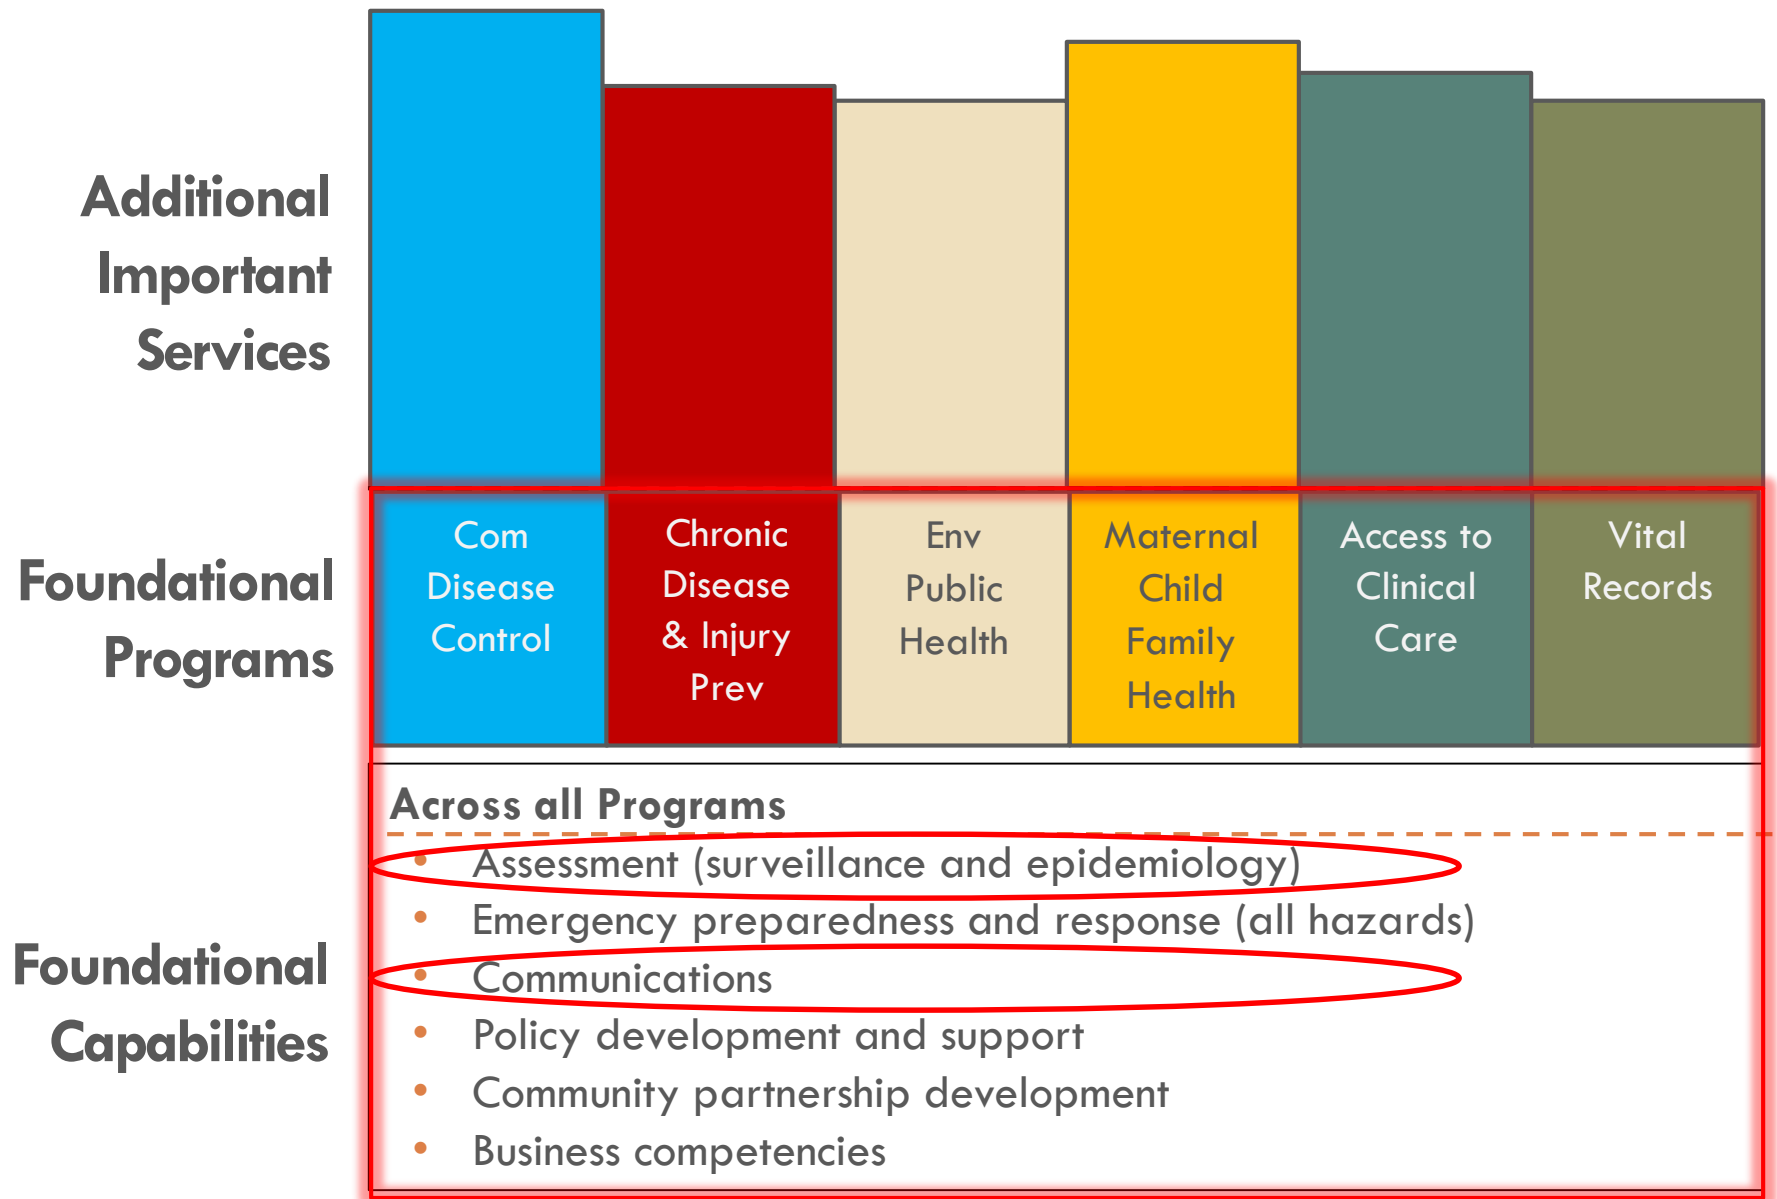 Additional
Important
Services
Foundational
Programs
Com
Disease
Control
Chronic
Disease
& Injury
Prev
Env
Public
Health
Maternal
Child
Family
Health
Access to
Clinical
Care
Vital
Records
Foundational
Capabilities
Across all Programs
• Assessment (surveillance and epidemiology)
• Emergency preparedness and response (all hazards)
• Communications
• Policy development and support
• Community partnership development
• Business competencies